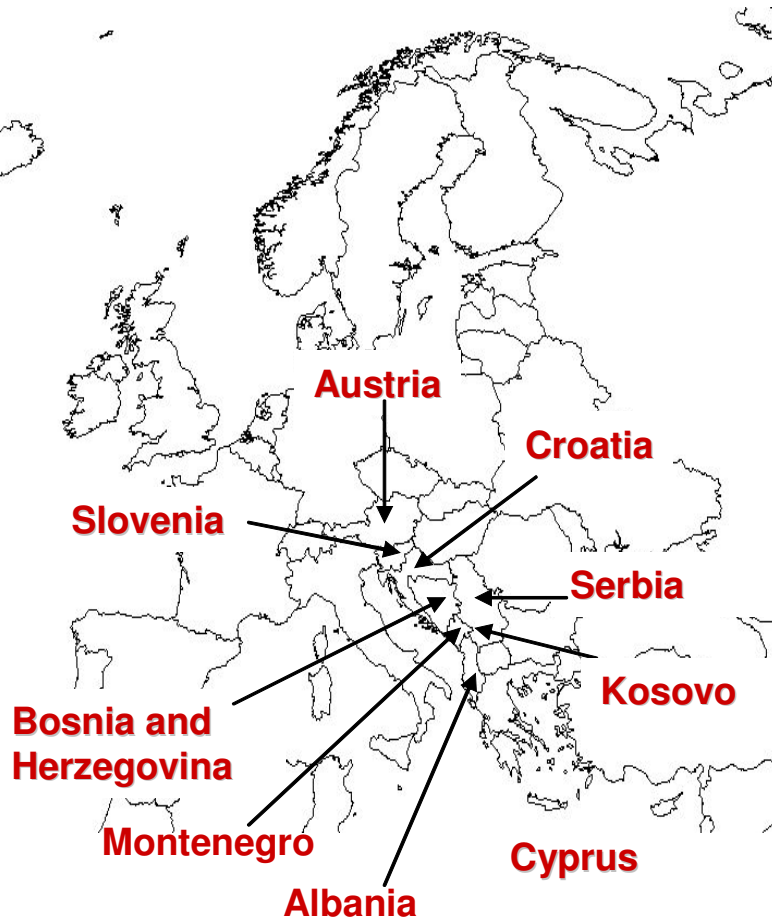 Austria
Croatia
Slovenia
Serbia
Kosovo
Bosnia and
Herzegovina
Montenegro
Cyprus
Albania